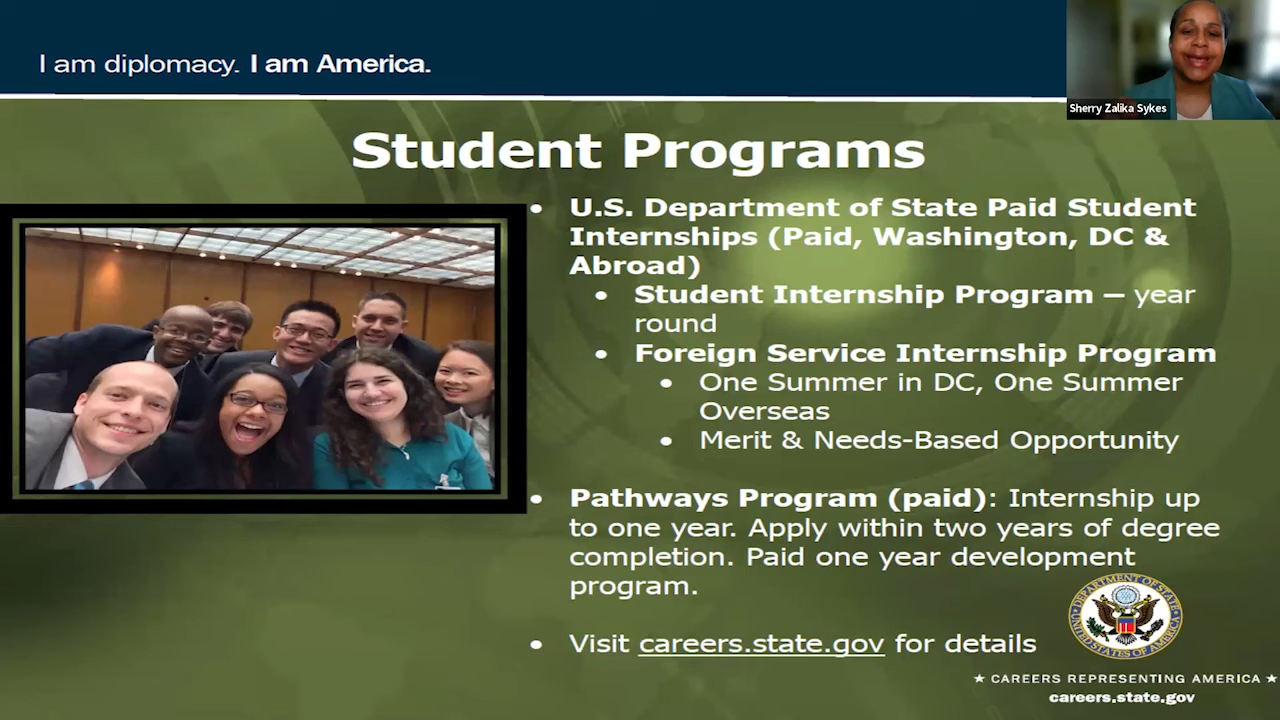 I am diplomacy. I am America.
Sherry Zalika Sykes
Student Programs
• U.S. Department of State Paid Student
Internships (Paid, Washington, DC &
Abroad)
• Student Internship Program – year
round
• Foreign Service Internship Program
• One Summer in DC, One Summer
Overseas
• Merit & Needs-Based Opportunity
• Pathways Program (paid): Internship up
to one year. Apply within two years of degree
completion. Paid one year development
program.
• Visit careers.state.gov for details
DEPARTMENT OF STATE
UNITED STATES OF AMERICA
★ CAREERS REPRESENTING AMERICA ★
careers.state.gov